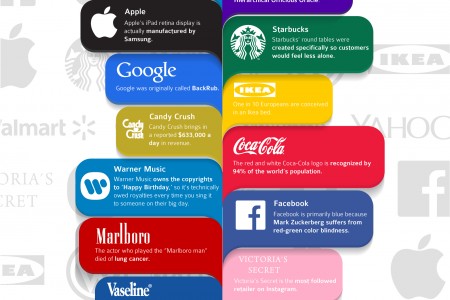 Hierarchical Officious Oracle.
Apple
Apple's iPad retina display is
actually manufactured by
Samsung.
Starbucks
Starbucks' round tables were
created specifically so customers
would feel less alone.
Google
Google was originally called BackRub.
IKEA
One in 10 Europeans are conceived
in an Ikea bed.
IKEA
Candy Crush
Candy Crush
Candy Crush brings in
a reported $633,000 a
day in revenue.
Walmart
YAHOO
Coca-Cola
The red and white Coca-Cola logo is recognized by
94% of the world's population.
Warner Music
Warner Music owns the copyrights
to 'Happy Birthday,' so it's technically
owed royalties every time you sing it
to someone on their big day.
VICTORIA'S
SECRET
Facebook
Facebook is primarily blue because
Mark Zuckerberg suffers from
red-green color blindness.
Marlboro
The actor who played the "Marlboro man"
died of lung cancer.
VICTORIA'S
SECRET
Victoria's Secret is the most followed
retailer on Instagram.
IKEA
Vaseline